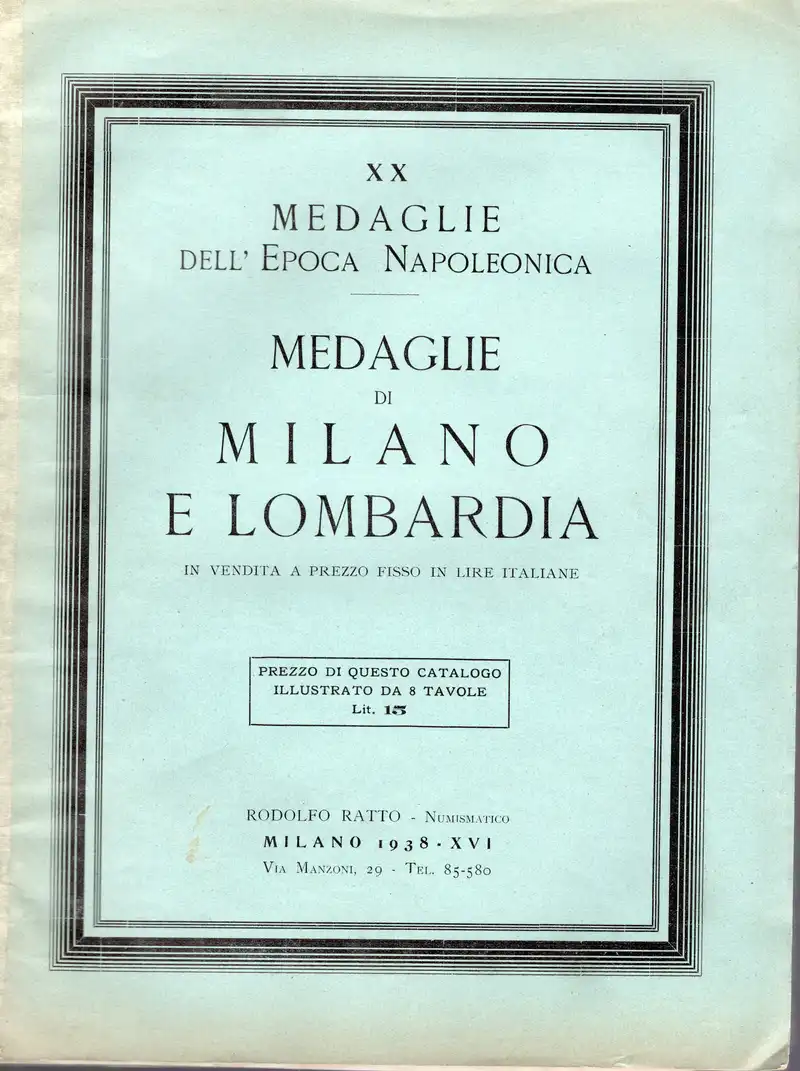 XX
MEDAGLIE
DELL' EPOCA NAPOLEONICA
MEDAGLIE
DI
MILANO
E LOMBARDIA
IN VENDITA A PREZZO FISSO IN LIRE ITALIANE
PREZZO DI QUESTO CATALOGO
ILLUSTRATO DA 8 TAVOLE
Lit. 15
RODOLFO RATTO - NUMISMATICO
MILANO 1938 - XVI
VIA MANZONI, 29 - TEL. 85-580